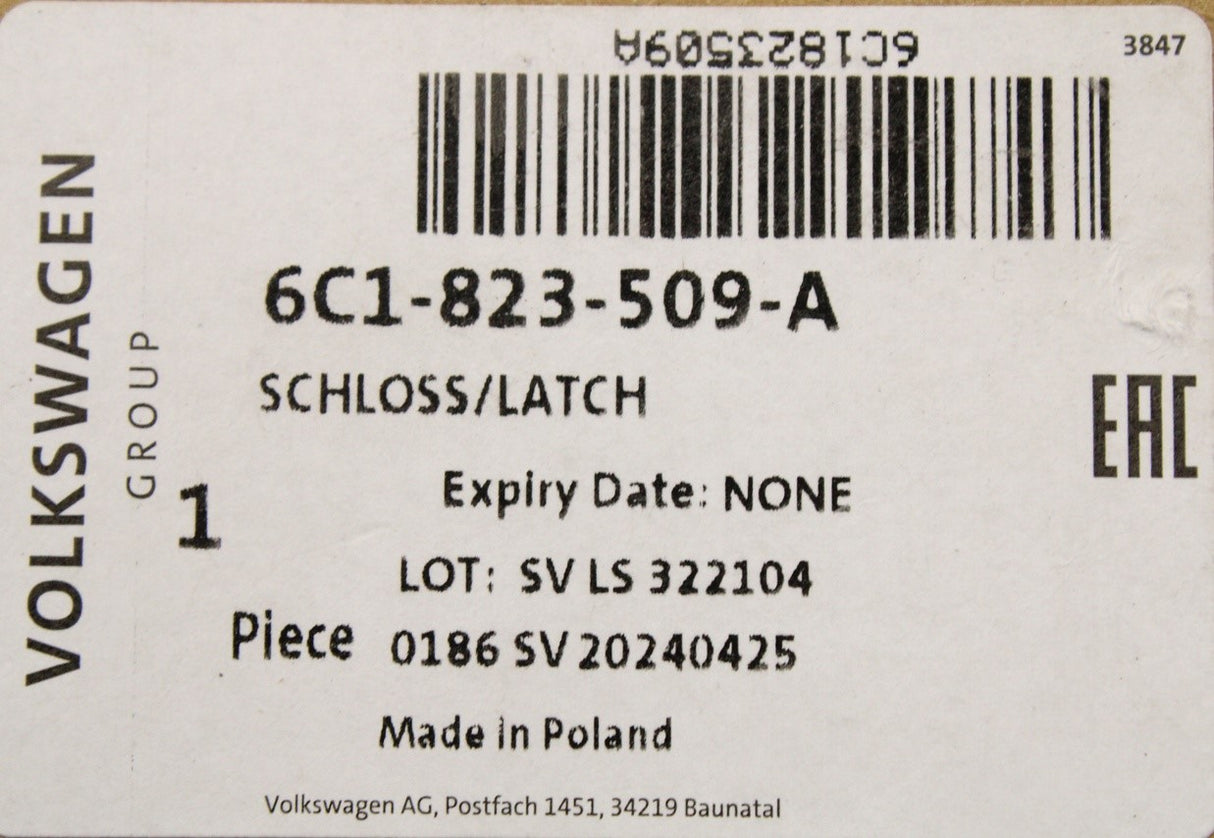 6C1823509A
3847
VOLKSWAGEN
GROUP
6C1-823-509-A
SCHLOSS/LATCH
EAC
Expiry Date: NONE
1
LOT: SV LS 322104
Piece 0186 SV 20240425
Made in Poland
Volkswagen AG, Postfach 1451, 34219 Baunatal